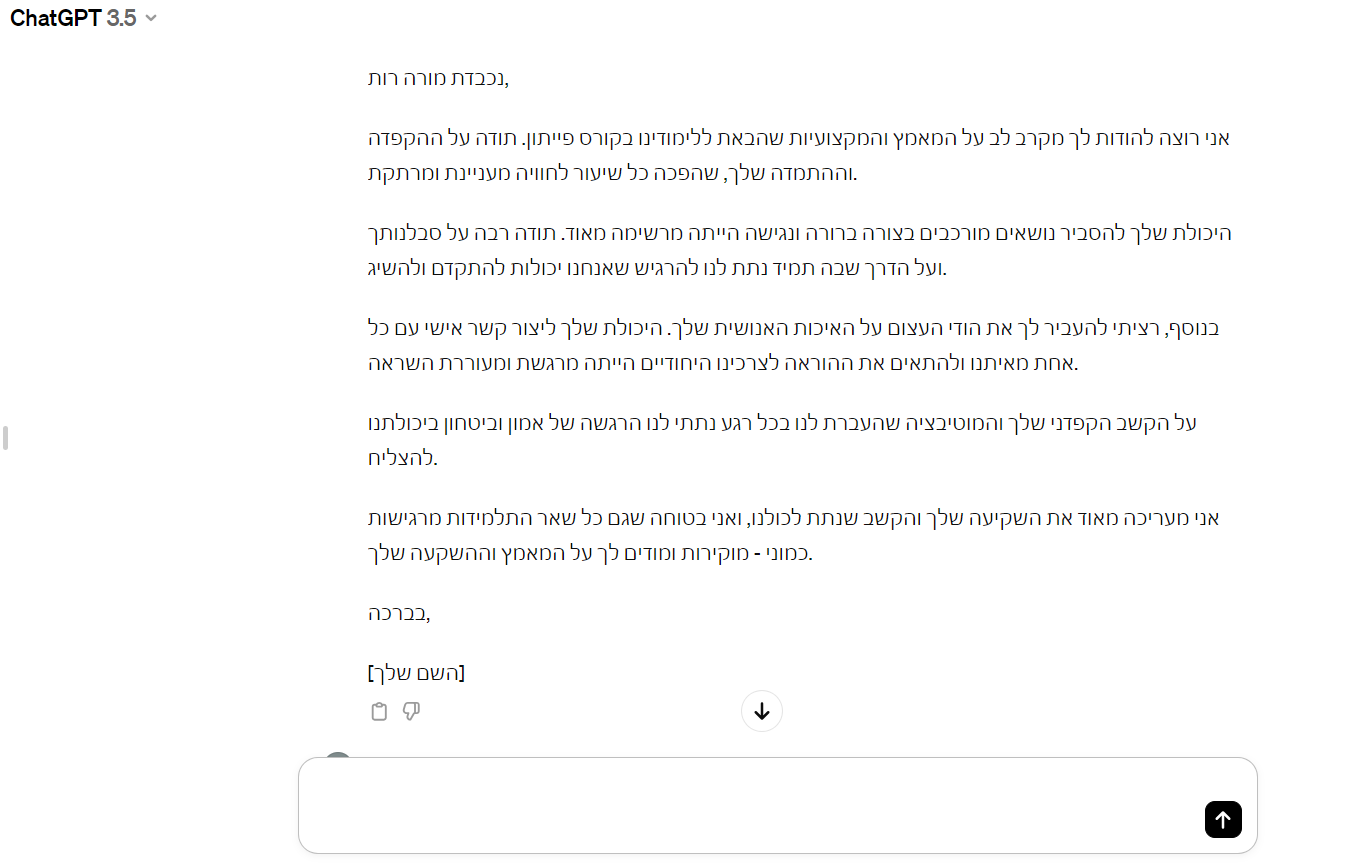 ChatGPT 3.5
נכבדת מורה רות,
אני רוצה להודות לך מקרב לב על המאמץ והמקצועיות שהבאת ללימודינו בקורס פייתון. תודה על ההקפדה
וההתמדה שלך, שהפכה כל שיעור לחוויה מעניינת ומרתקת.
היכולת שלך להסביר נושאים מורכבים בצורה ברורה ונגישה הייתה מרשימה מאוד. תודה רבה על סבלנותך
ועל הדרך שבה תמיד נתת לנו להרגיש שאנחנו יכולות להתקדם ולהשיג.
בנוסף, רציתי להעביר לך את הודי העצום על האיכות האנושית שלך. היכולת שלך ליצור קשר אישי עם כל
אחת מאיתנו ולהתאים את ההוראה לצרכינו היחודיים הייתה מרגשת ומעוררת השראה.
על הקשב הקפדני שלך והמוטיבציה שהעברת לנו בכל רגע נתתי לנו הרגשה של אמון וביטחון ביכולתנו
להצליח.
אני מעריכה מאוד את השקיעה שלך והקשב שנתת לכולנו, ואני בטוחה שגם כל שאר התלמידות מרגישות
כמוני - מוקירות ומודים לך על המאמץ וההשקעה שלך.
בברכה,
[השם שלך]